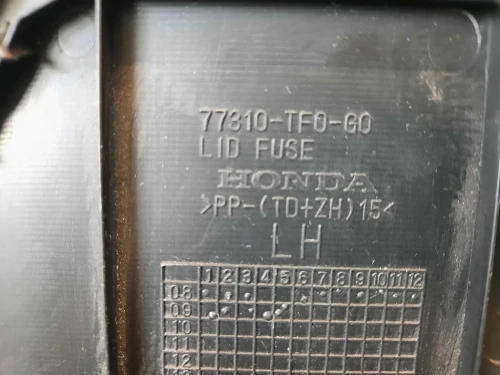 77310-TF0-G0
LID FUSE
HONDA
>PP-(TD+ZH)15<
LH
1 2 3 4 5 6 7 8 9 10 11 12
08
09
10
11
12